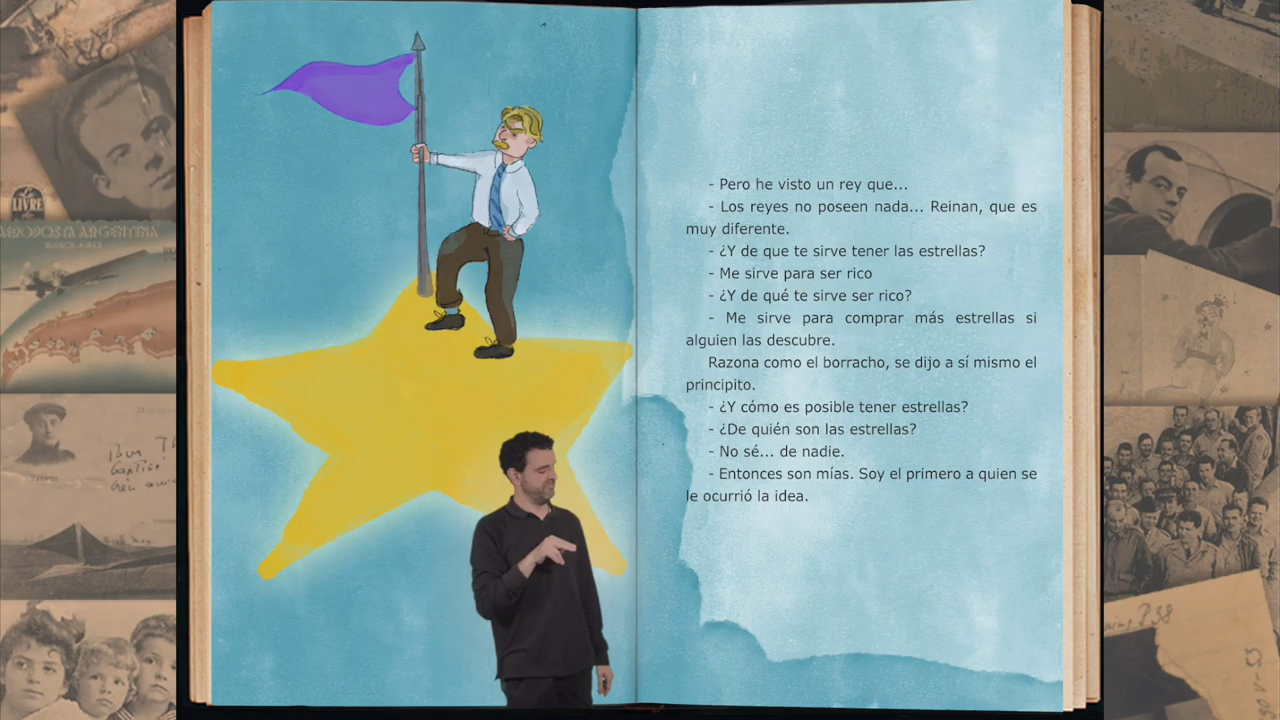 LE
LIVRE
AEROPOSTA ARGENTINA
BUENOS AIRES
- Pero he visto un rey que...
- Los reyes no poseen nada... Reinan, que es
muy diferente.
- ¿Y de que te sirve tener las estrellas?
- Me sirve para ser rico
- ¿Y de qué te sirve ser rico?
- Me sirve para comprar más estrellas si
alguien las descubre.
Razona como el borracho, se dijo a sí mismo el
principito.
- ¿Y cómo es posible tener estrellas?
- ¿De quién son las estrellas?
- No sé... de nadie.
- Entonces son mías. Soy el primero a quien se
le ocurrió la idea.
P38